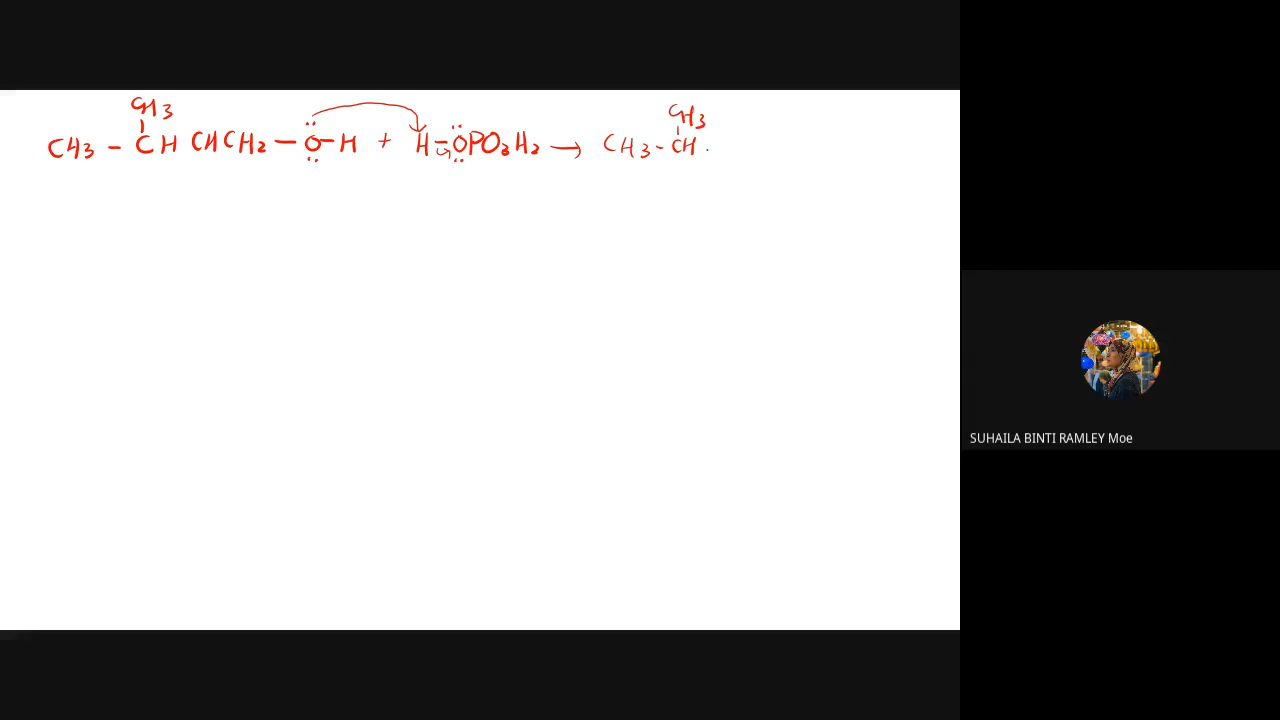 CH3 CH3
CH3 - CH CHCH2 - O - H + H - OPO3H2 → CH3 - CH
SUHAILA BINTI RAMLEY Moe